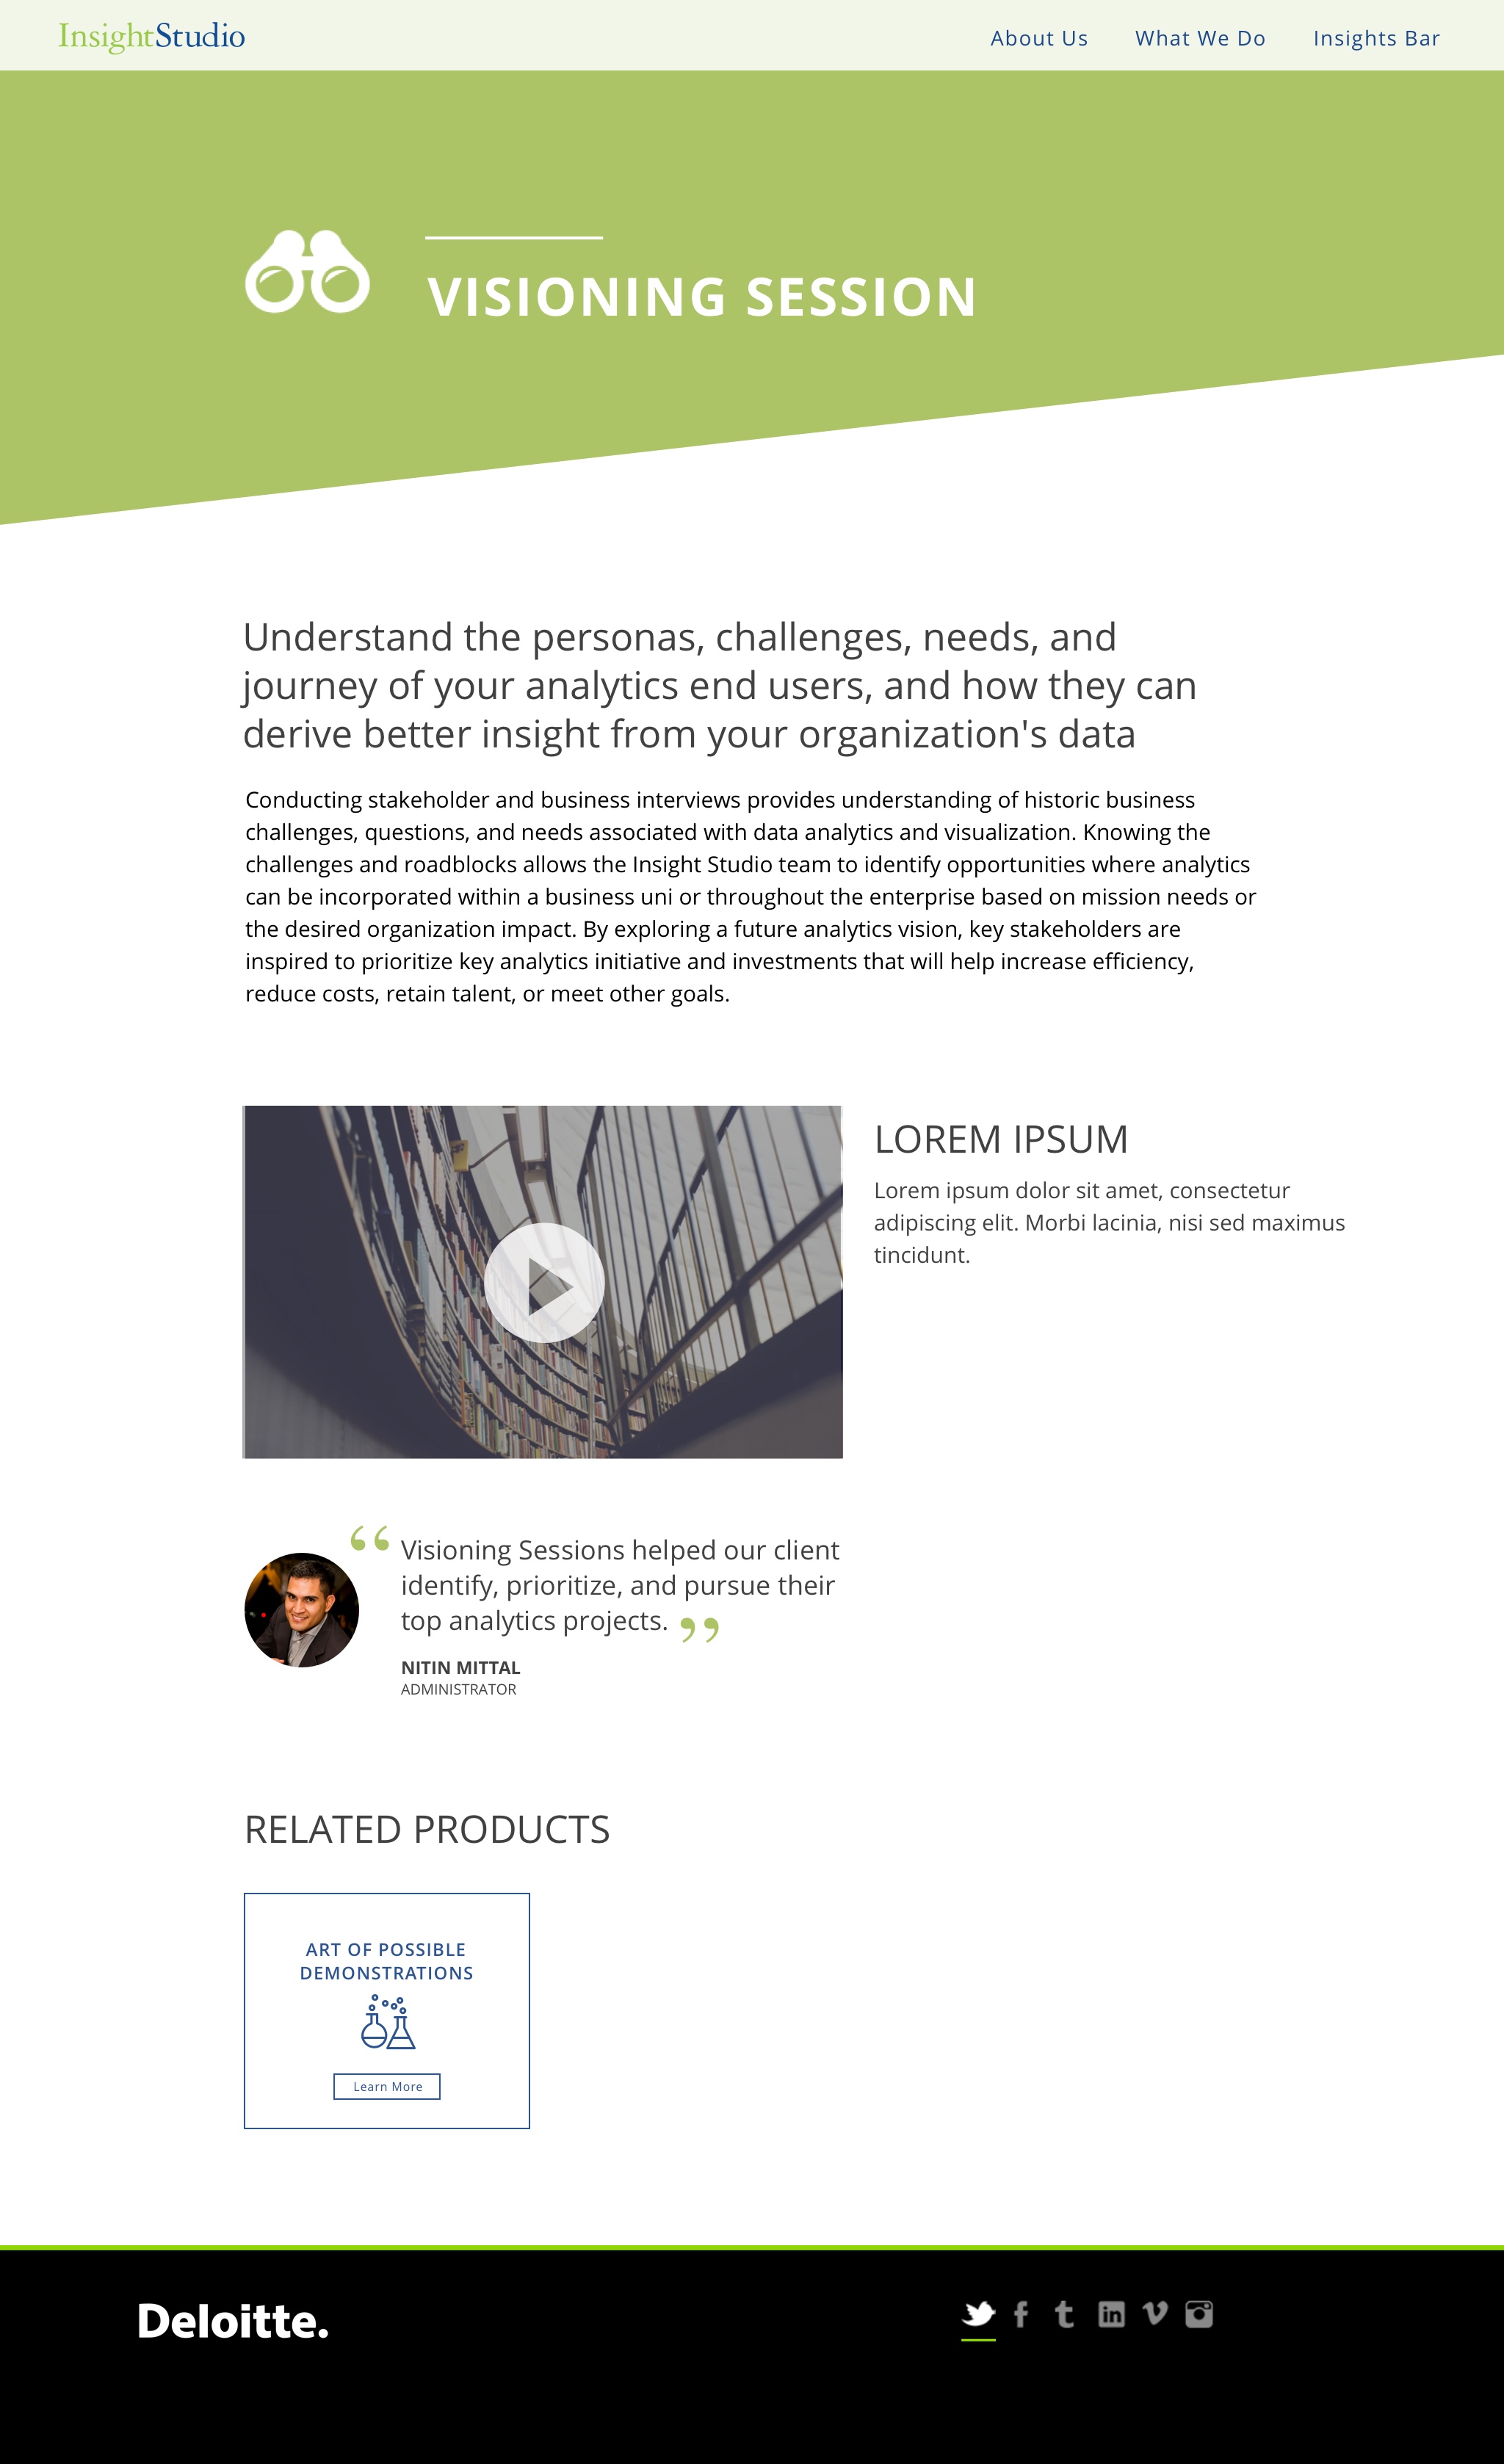 InsightStudio
About Us What We Do Insights Bar
VISIONING SESSION
Understand the personas, challenges, needs, and
journey of your analytics end users, and how they can
derive better insight from your organization's data
Conducting stakeholder and business interviews provides understanding of historic business
challenges, questions, and needs associated with data analytics and visualization. Knowing the
challenges and roadblocks allows the Insight Studio team to identify opportunities where analytics
can be incorporated within a business uni or throughout the enterprise based on mission needs or
the desired organization impact. By exploring a future analytics vision, key stakeholders are
inspired to prioritize key analytics initiative and investments that will help increase efficiency,
reduce costs, retain talent, or meet other goals.
LOREM IPSUM
Lorem ipsum dolor sit amet, consectetur
adipiscing elit. Morbi lacinia, nisi sed maximus
tincidunt.
“ Visioning Sessions helped our client
identify, prioritize, and pursue their
top analytics projects. ”
NITIN MITTAL
ADMINISTRATOR
RELATED PRODUCTS
ART OF POSSIBLE
DEMONSTRATIONS
Learn More
Deloitte.